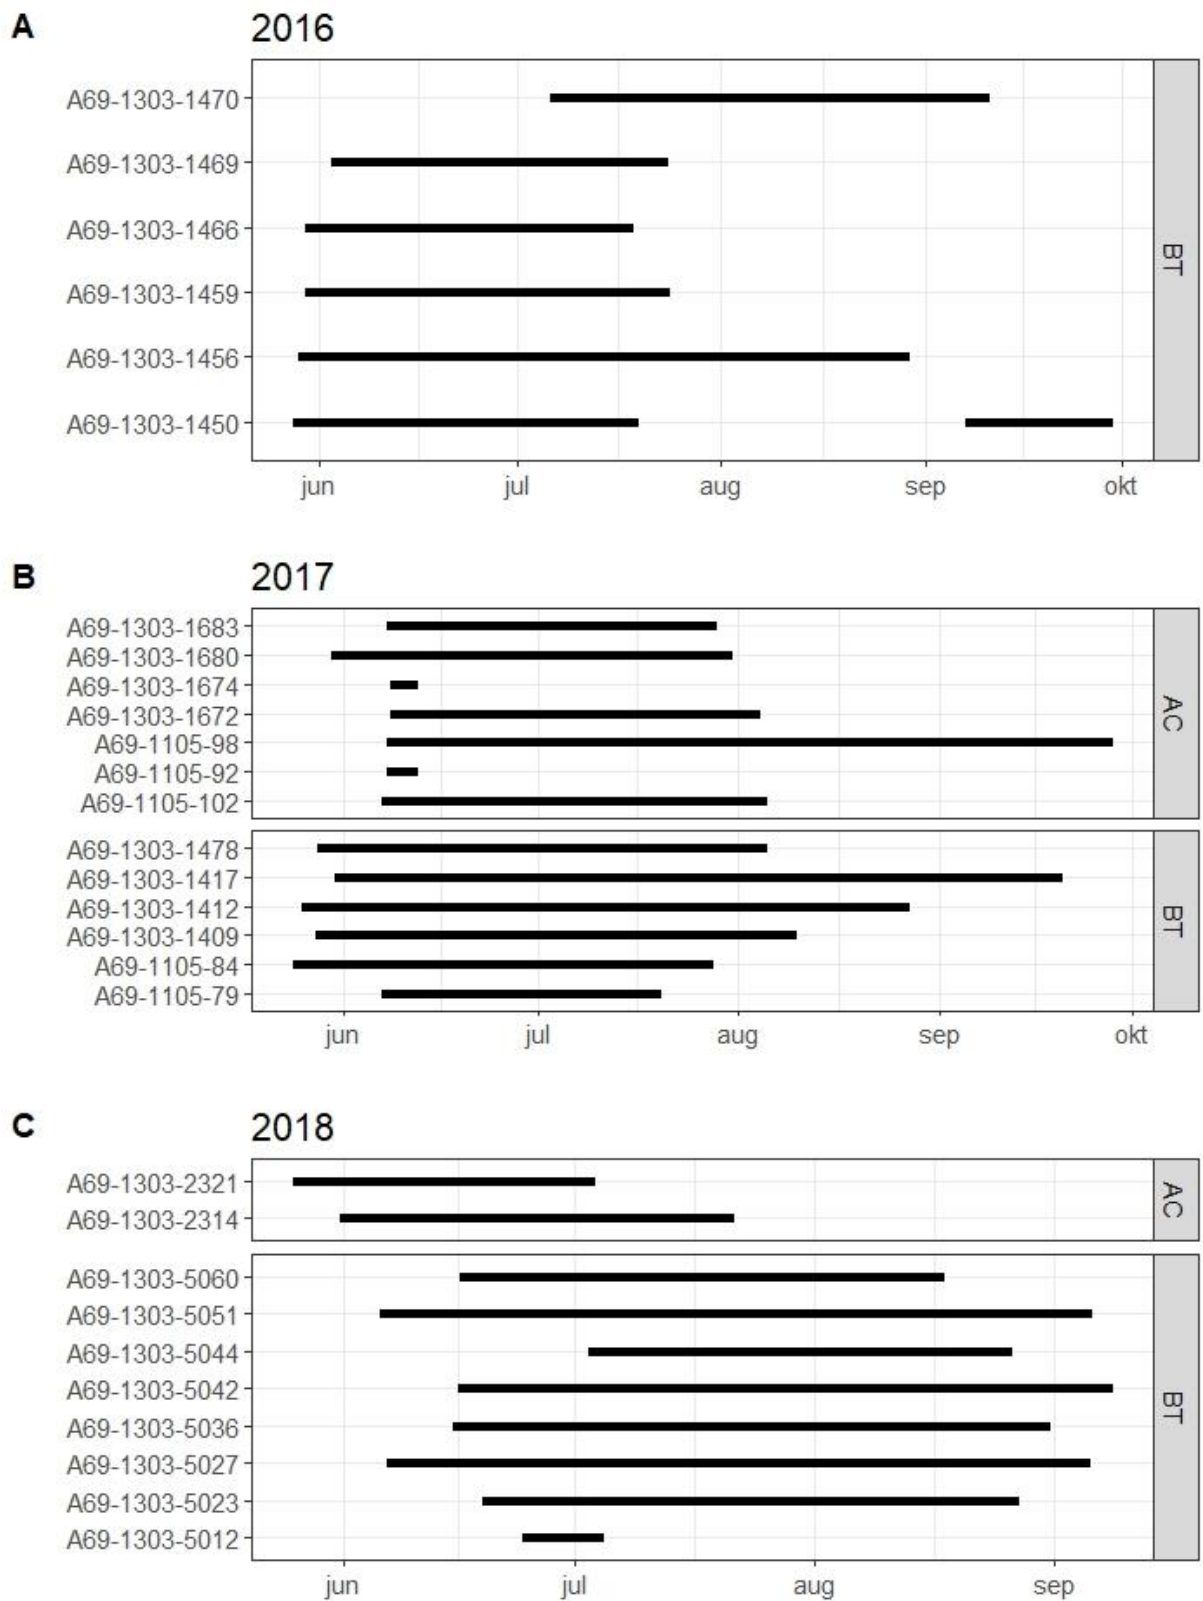 A
2016
A69-1303-1470
A69-1303-1469
A69-1303-1466
A69-1303-1459
A69-1303-1456
A69-1303-1450
BT
jun jul aug sep okt
B
2017
A69-1303-1683
A69-1303-1680
A69-1303-1674
A69-1303-1672
A69-1105-98
A69-1105-92
A69-1105-102
AC
A69-1303-1478
A69-1303-1417
A69-1303-1412
A69-1303-1409
A69-1105-84
A69-1105-79
BT
jun jul aug sep okt
C
2018
A69-1303-2321
A69-1303-2314
AC
A69-1303-5060
A69-1303-5051
A69-1303-5044
A69-1303-5042
A69-1303-5036
A69-1303-5027
A69-1303-5023
A69-1303-5012
BT
jun jul aug sep